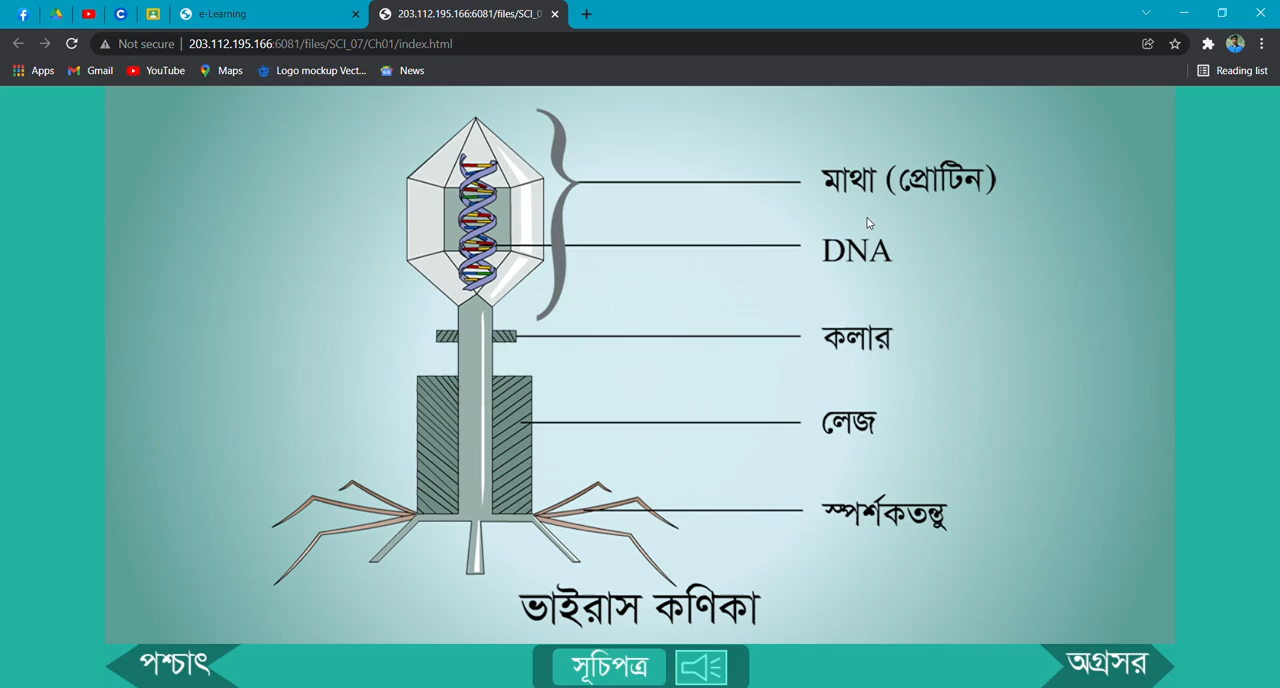 e-Learning
203.112.195.166:6081/files/SCI_0
Not secure
203.112.195.166:6081/files/SCI_07/Ch01/index.html
Apps
Gmail
YouTube
Maps
Logo mockup Vect...
News
Reading list
মাথা (প্রোটিন)
DNA
কলার
লেজ
স্পর্শকতন্তু
ভাইরাস কণিকা
পশ্চাৎ
সূচিপত্র
অগ্রসর